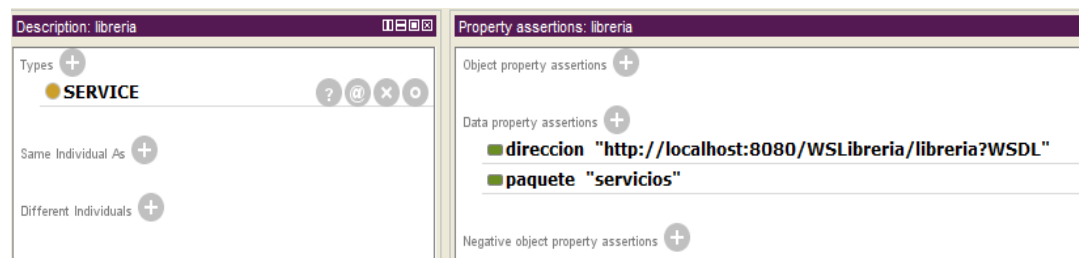 Description: libreria
Types
SERVICE
? @ × o
Same Individual As
Different Individuals
Property assertions: libreria
Object property assertions
Data property assertions
direccion "http://localhost:8080/WSLibreria/libreria?WSDL"
paquete "servicios"
Negative object property assertions